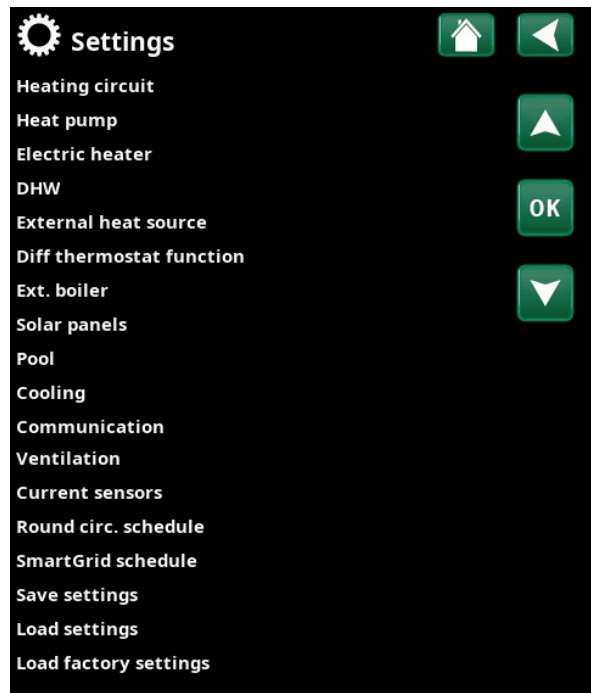 Settings
Heating circuit
Heat pump
Electric heater
DHW
OK
External heat source
Diff thermostat function
Ext. boiler
Solar panels
Pool
Cooling
Communication
Ventilation
Current sensors
Round circ. schedule
SmartGrid schedule
Save settings
Load settings
Load factory settings